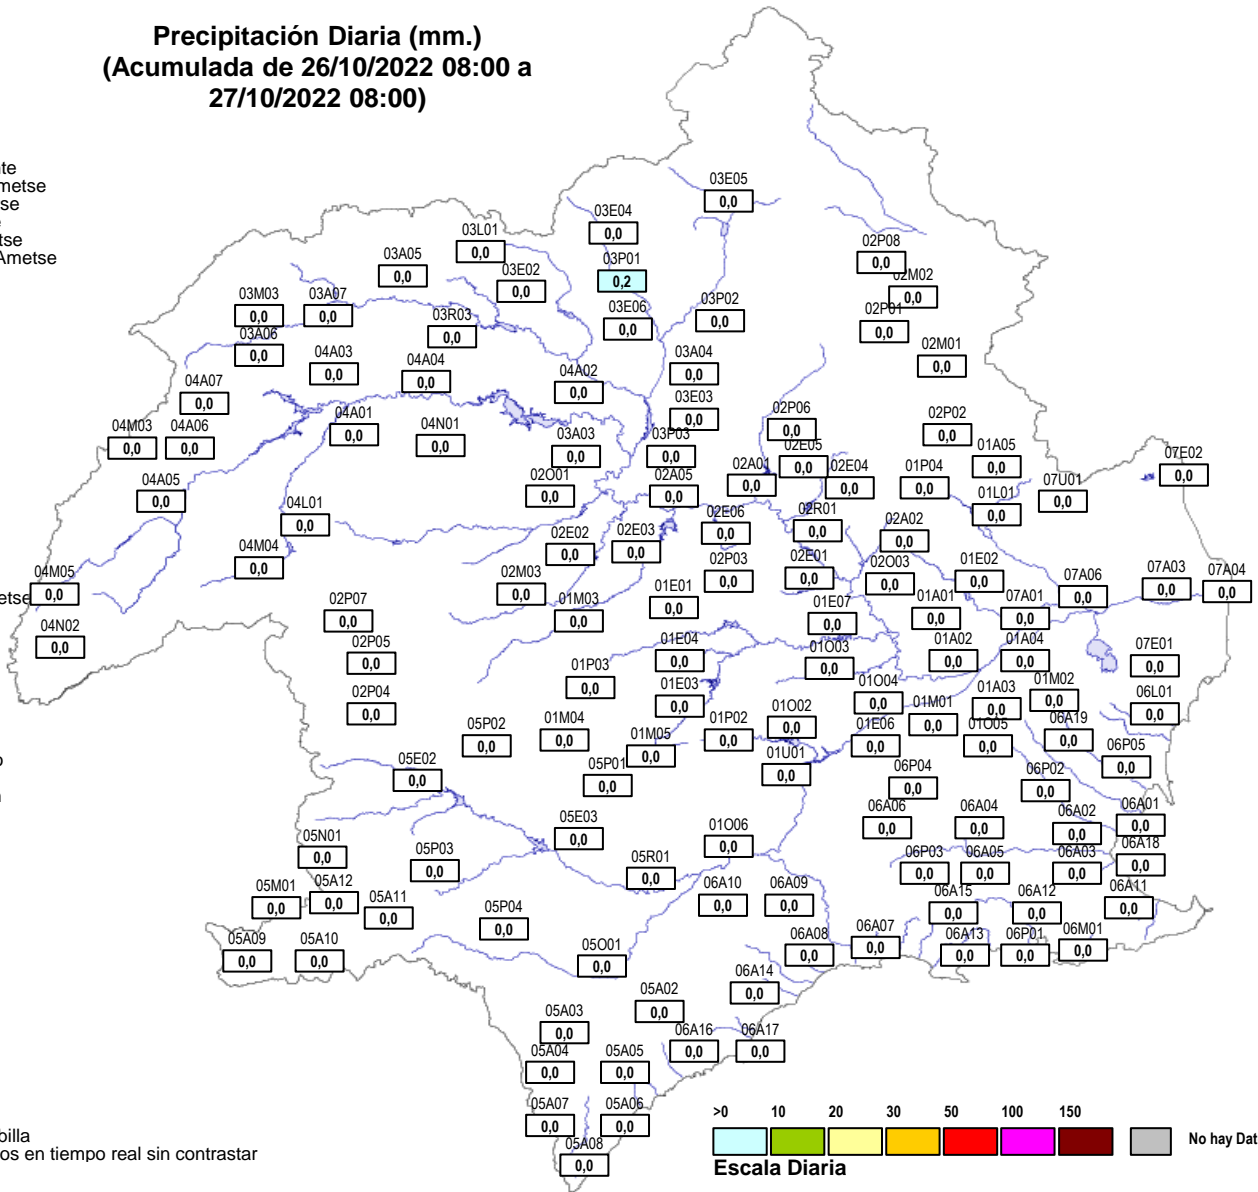 Precipitación Diaria (mm.)
(Acumulada de 26/10/2022 08:00 a
27/10/2022 08:00)
nte
metse
tse
e
tse
Ametse
03E05
0,0
03E04
0,0
03L01
0,0
03P01
0,2
03A05
0,0
03E02
0,0
02P08
0,0
02M02
0,0
03M03
0,0
03A07
0,0
03R03
0,0
03E06
0,0
03P02
0,0
02P01
0,0
03A06
0,0
04A03
0,0
04A04
0,0
04A02
0,0
03A04
0,0
02M01
0,0
04A07
0,0
03E03
0,0
04M03
0,0
04A06
0,0
04A01
0,0
04N01
0,0
03A03
0,0
03P03
0,0
02P06
0,0
02E05
0,0
02P02
0,0
01A05
0,0
07E02
0,0
04A05
0,0
02O01
0,0
02A05
0,0
02A01
0,0
02E04
0,0
01P04
0,0
01L01
0,0
07U01
0,0
04L01
0,0
02E02
0,0
02E03
0,0
02E06
0,0
02R01
0,0
02A02
0,0
04M04
0,0
04M05
0,0
etse
02M03
0,0
01M03
0,0
01E01
0,0
02P03
0,0
02E01
0,0
02O03
0,0
01E02
0,0
07A06
0,0
07A03
0,0
07A04
0,0
04N02
0,0
02P07
0,0
01E07
0,0
01A01
0,0
07A01
0,0
02P05
0,0
01E04
0,0
01O03
0,0
01A02
0,0
01A04
0,0
07E01
0,0
02P04
0,0
01P03
0,0
01E03
0,0
01O04
0,0
01M01
0,0
01A03
0,0
01M02
0,0
06L01
0,0
05P02
0,0
01M04
0,0
01M05
0,0
01P02
0,0
01O02
0,0
01E06
0,0
01O05
0,0
06A19
0,0
06P05
0,0
o
05E02
0,0
05P01
0,0
01U01
0,0
06P04
0,0
06P02
0,0
05E03
0,0
01O06
0,0
06A06
0,0
06A04
0,0
06A02
0,0
06A01
0,0
05N01
0,0
05P03
0,0
05R01
0,0
06P03
0,0
06A05
0,0
06A03
0,0
06A18
0,0
05M01
0,0
05A12
0,0
05A11
0,0
05P04
0,0
06A10
0,0
06A09
0,0
06A15
0,0
06A12
0,0
06A11
0,0
05A09
0,0
05A10
0,0
05O01
0,0
06A08
0,0
06A07
0,0
06A13
0,0
06P01
0,0
06M01
0,0
06A14
0,0
05A02
0,0
05A03
0,0
06A16
0,0
06A17
0,0
05A04
0,0
05A05
0,0
05A07
0,0
05A06
0,0
05A08
0,0
billa
os en tiempo real sin contrastar
>0 10 20 30 50 100 150
No hay Dat
Escala Diaria